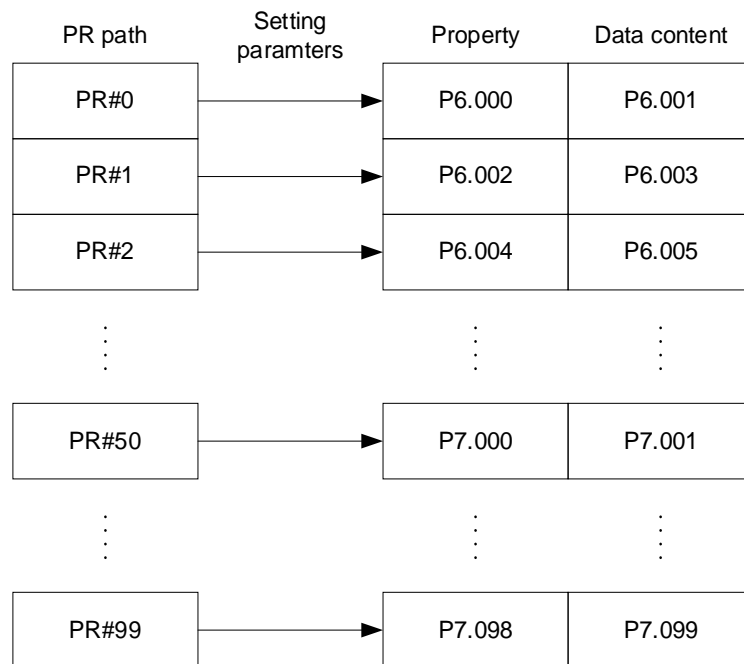 PR path
Setting
paramters
Property
Data content
PR#0
P6.000
P6.001
PR#1
P6.002
P6.003
PR#2
P6.004
P6.005
PR#50
P7.000
P7.001
PR#99
P7.098
P7.099